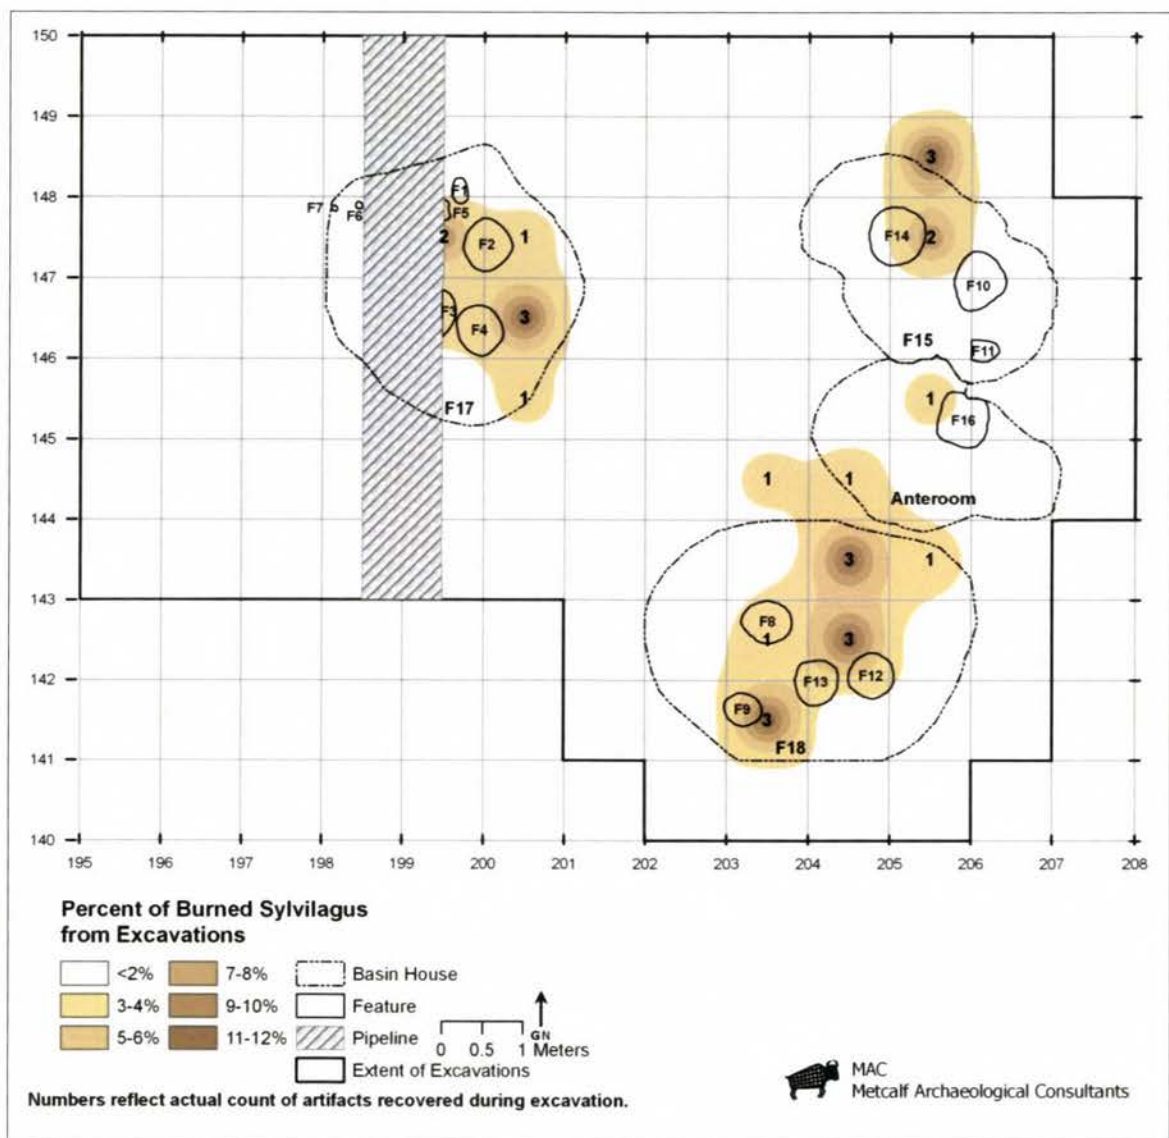 150
149
3
148
F1
F7
F6
F5
2
F2
1
F14
2
147
F10
F3
F4
3
146
F15
F11
1
F17
1
F16
145
1
1
Anteroom
144
3
1
143
F8
1
3
142
F13
F12
F9
3
F18
141
140
195 196 197 198 199 200 201 202 203 204 205 206 207 208
Percent of Burned Sylvilagus
from Excavations
<2% 7-8% Basin House
3-4% 9-10% Feature
5-6% 11-12% Pipeline
Extent of Excavations
GN
0 0.5 1 Meters
MAC
Metcalf Archaeological Consultants
Numbers reflect actual count of artifacts recovered during excavation.